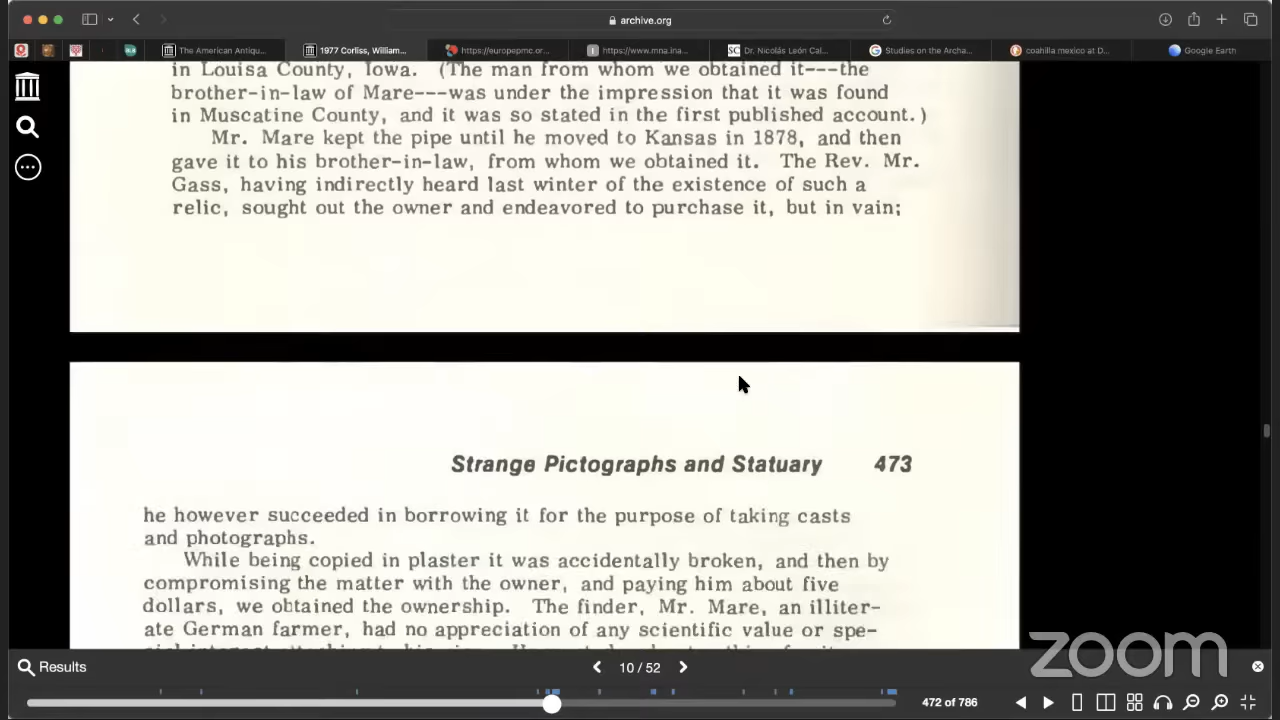 archive.org
The American Antiqu...
1977 Corliss, William...
https://europepmc.or...
https://www.mna.ina...
SC Dr. Nicolás León Cal...
G Studies on the Archa...
coahilla mexico at D...
Google Earth
in Louisa County, Iowa. (The man from whom we obtained it---the
brother-in-law of Mare---was under the impression that it was found
in Muscatine County, and it was so stated in the first published account.)
Mr. Mare kept the pipe until he moved to Kansas in 1878, and then
gave it to his brother-in-law, from whom we obtained it. The Rev. Mr.
Gass, having indirectly heard last winter of the existence of such a
relic, sought out the owner and endeavored to purchase it, but in vain;
Strange Pictographs and Statuary 473
he however succeeded in borrowing it for the purpose of taking casts
and photographs.
While being copied in plaster it was accidentally broken, and then by
compromising the matter with the owner, and paying him about five
dollars, we obtained the ownership. The finder, Mr. Mare, an illiter-
ate German farmer, had no appreciation of any scientific value or spe-
zoom
Results
10 / 52
472 of 786